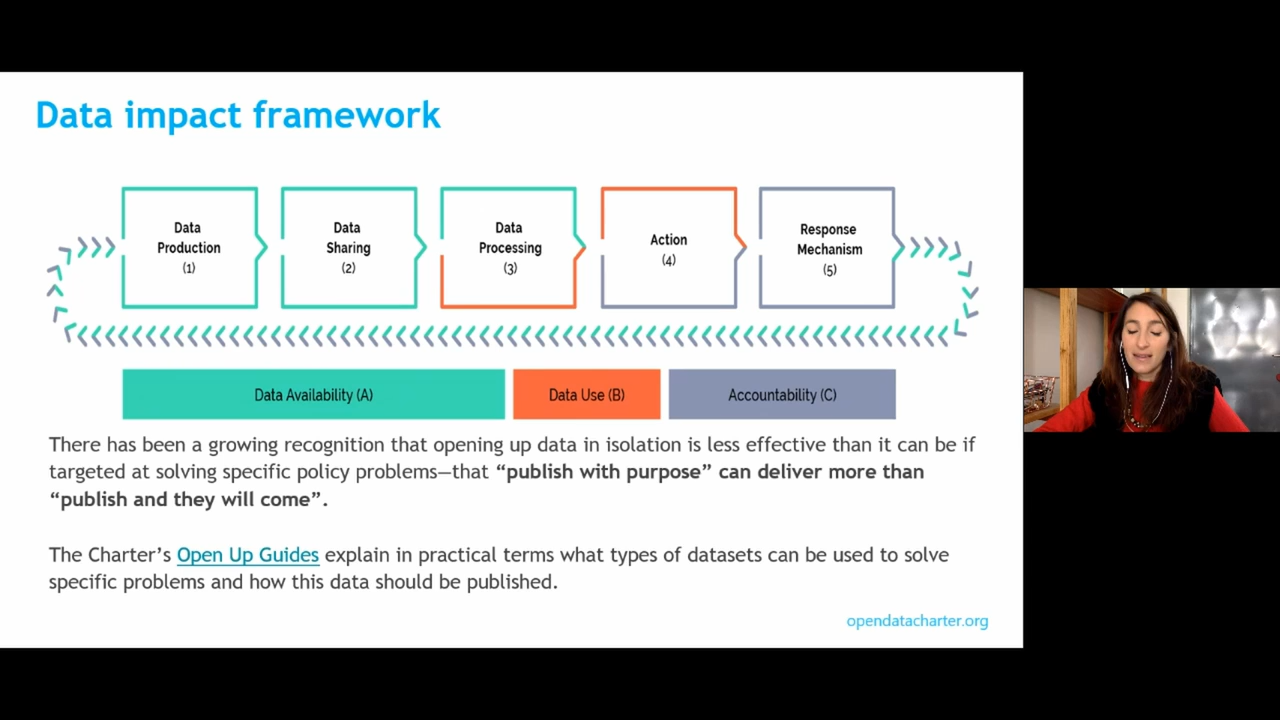 Data impact framework
Data
Production
(1)
Data
Sharing
(2)
Data
Processing
(3)
Action
(4)
Response
Mechanism
(5)
Data Availability (A)
Data Use (B)
Accountability (C)
There has been a growing recognition that opening up data in isolation is less effective than it can be if
targeted at solving specific policy problems—that “publish with purpose” can deliver more than
“publish and they will come”.
The Charter’s Open Up Guides explain in practical terms what types of datasets can be used to solve
specific problems and how this data should be published.
opendatacharter.org